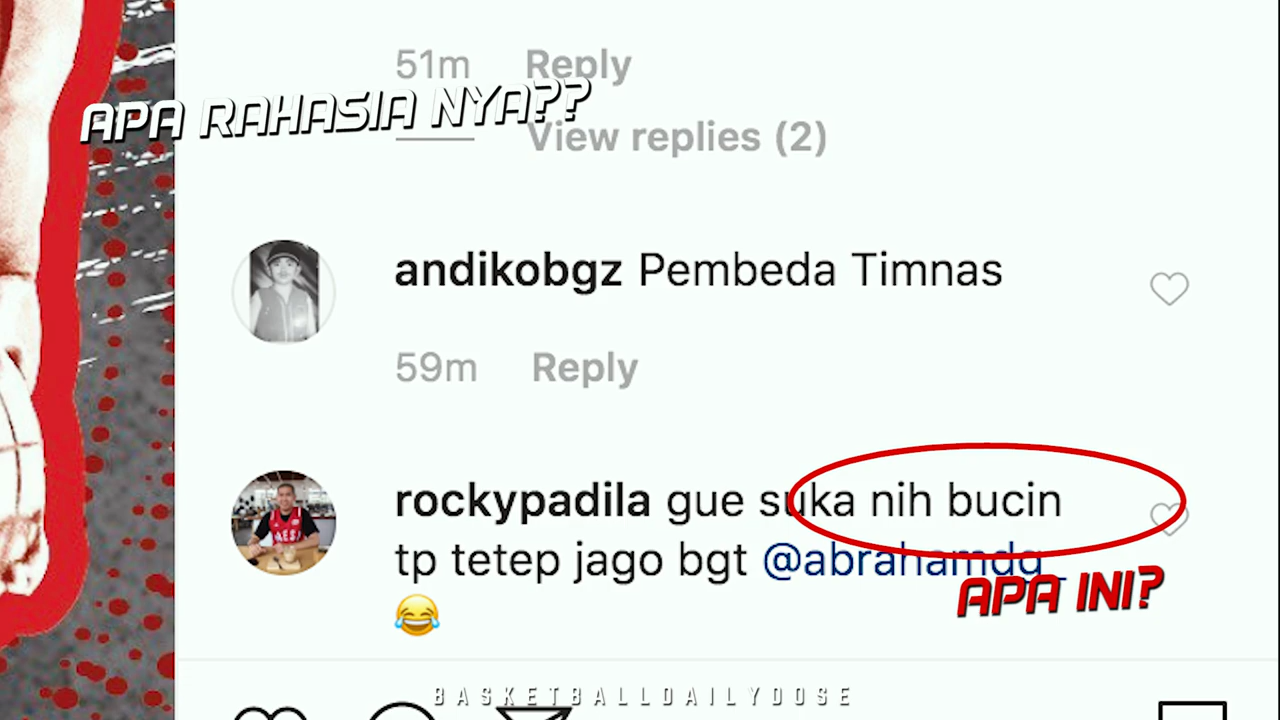 51m Reply
APA RAHASIA NYA??
View replies (2)
andikobgz Pembeda Timnas
59m Reply
rockypadila gue suka nih bucin
tp tetep jago bgt @abrahamdg_
😂
APA INI?
BASKETBALLDAILYDOSE